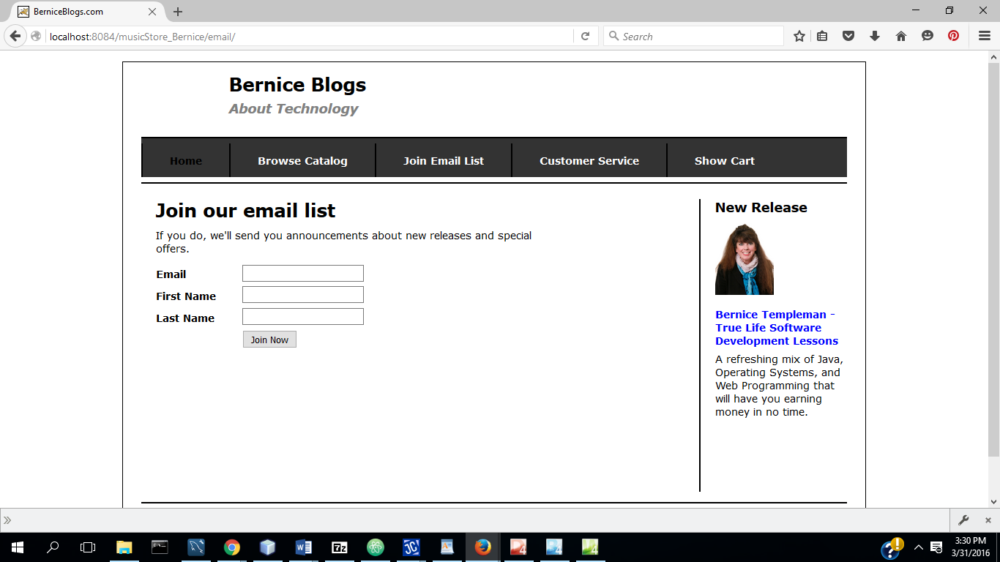 BerniceBlogs.com
localhost:8084/musicStore_Bernice/email/
Search
Bernice Blogs
About Technology
Home
Browse Catalog
Join Email List
Customer Service
Show Cart
Join our email list
If you do, we'll send you announcements about new releases and special
offers.
Email
First Name
Last Name
Join Now
New Release
Bernice Templeman -
True Life Software
Development Lessons
A refreshing mix of Java,
Operating Systems, and
Web Programming that
will have you earning
money in no time.
3:30 PM
3/31/2016